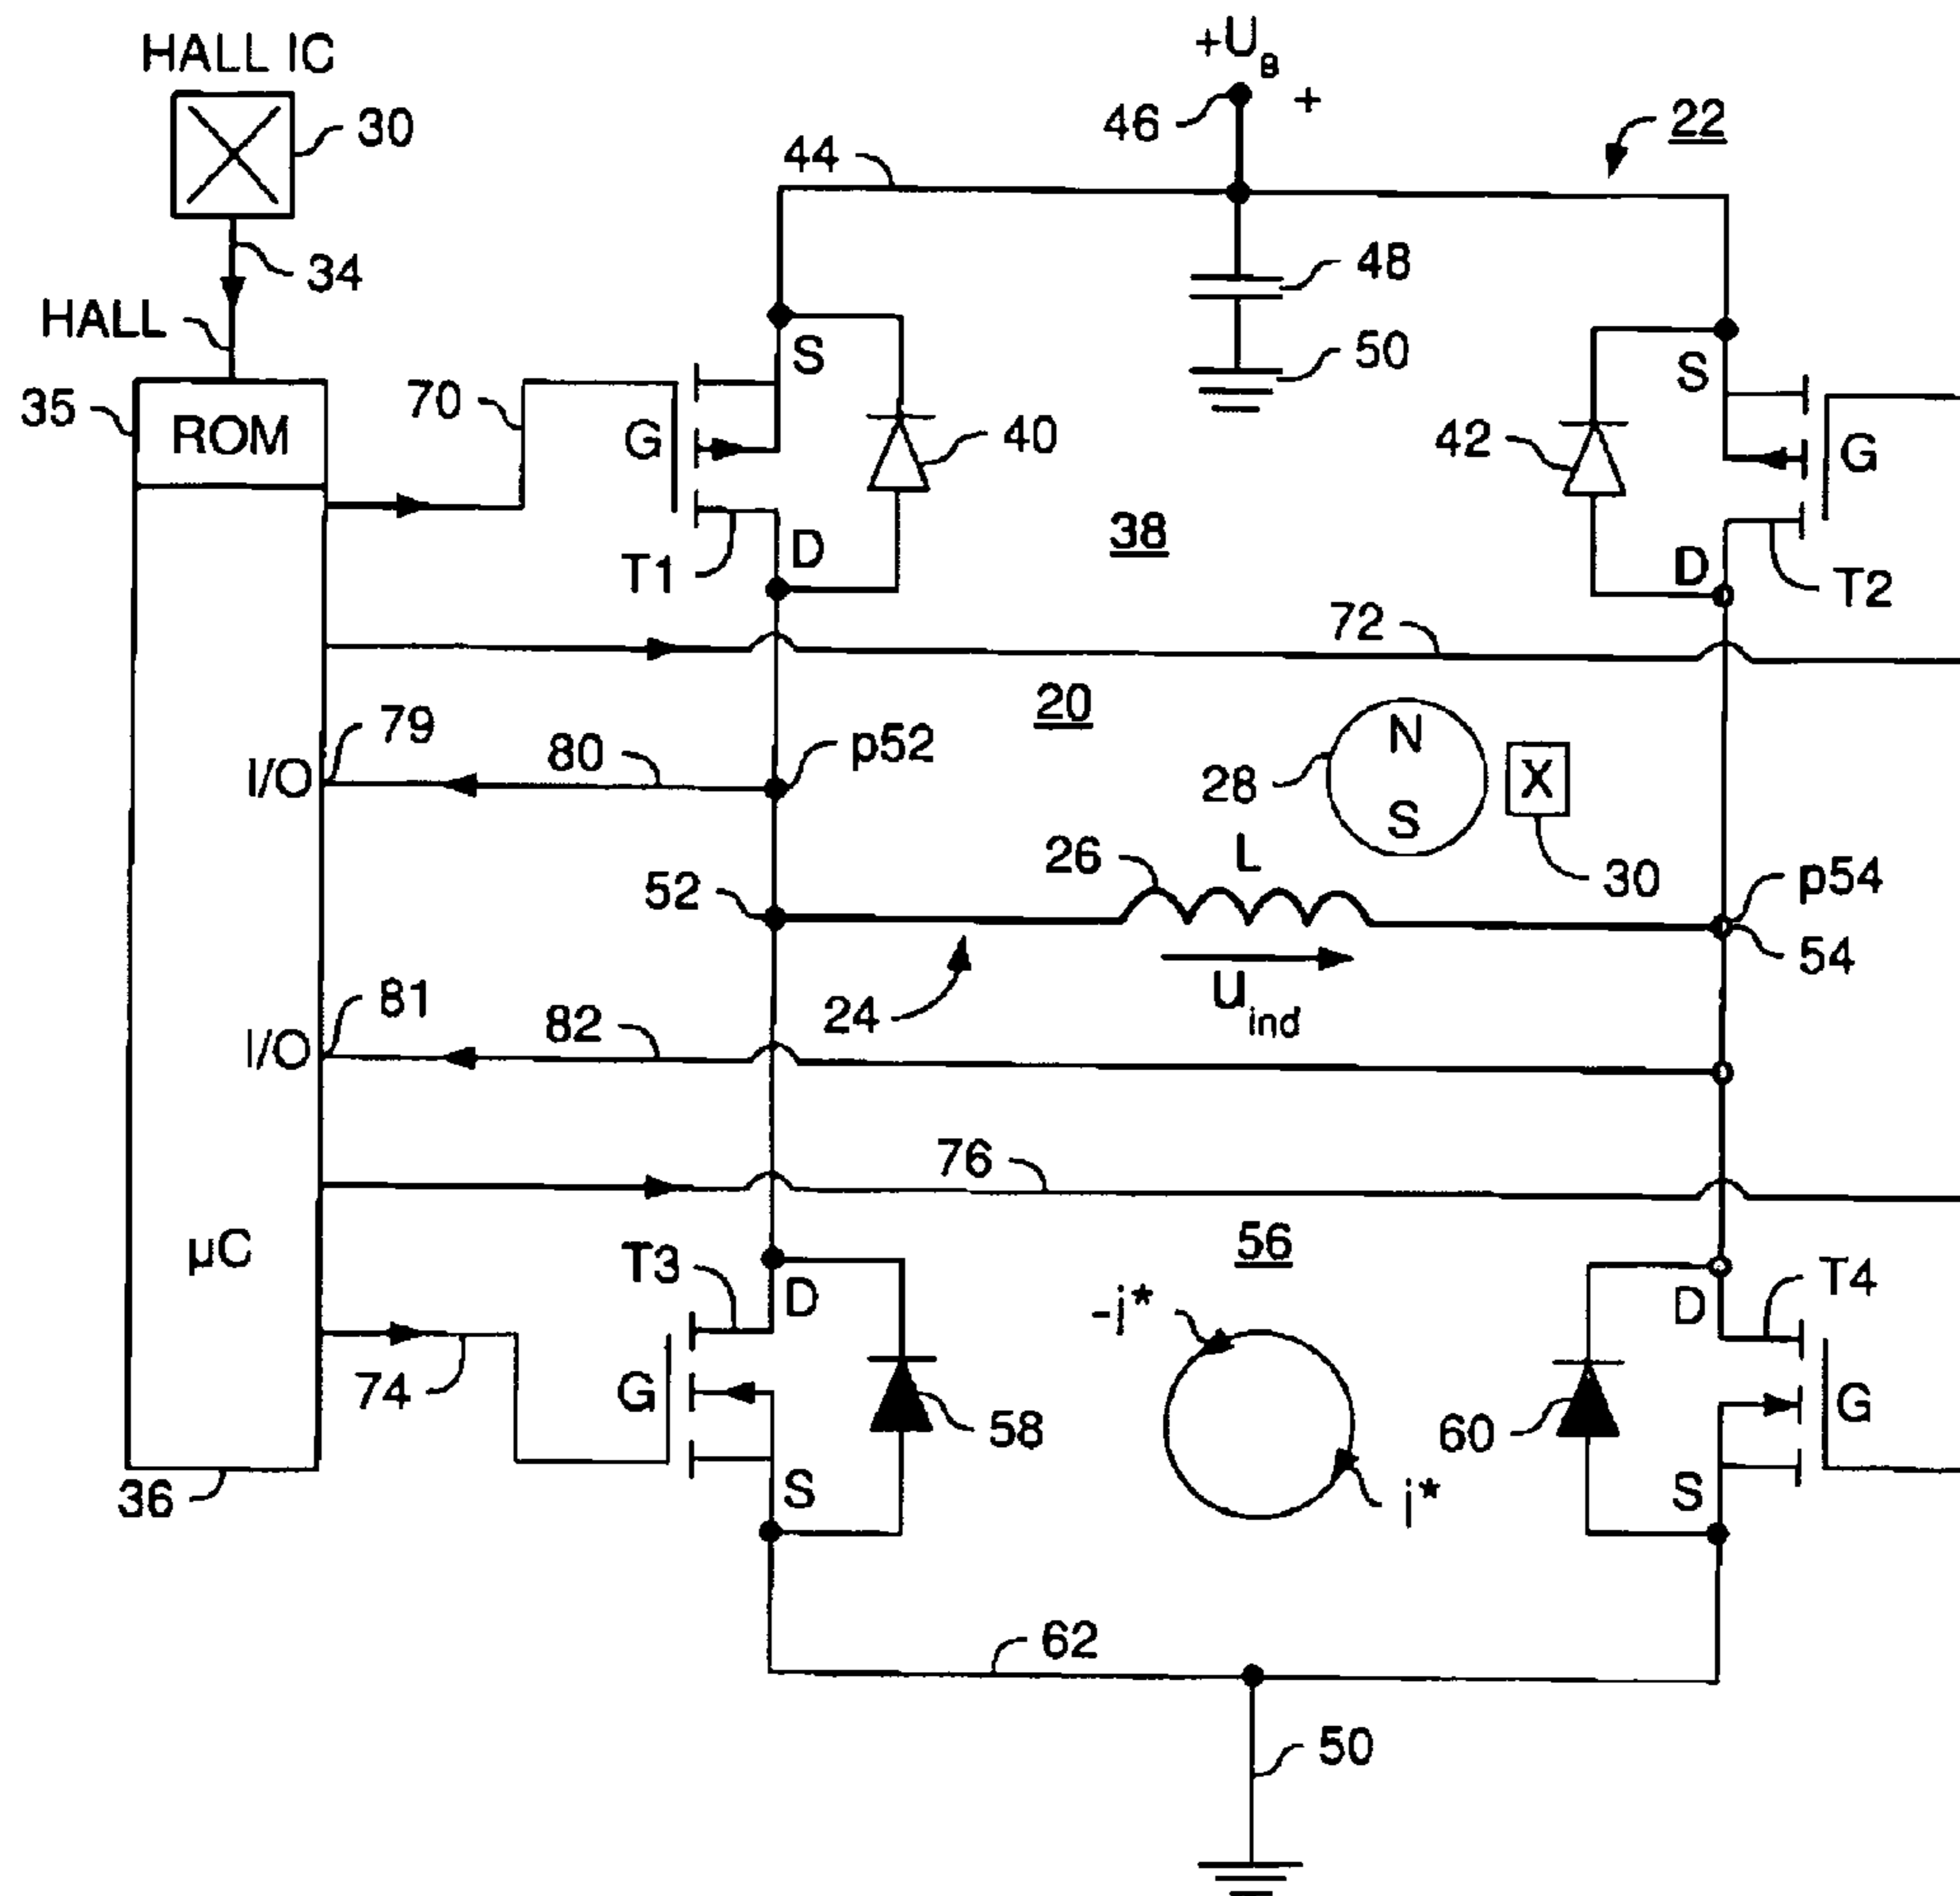 HALL IC
30
34
HALL
35
ROM
+U_B
46
+
44
22
48
50
70
G
S
40
D
T1
38
42
S
G
D
T2
72
20
I/O
79
80
p52
28
N
S
X
30
52
26
L
p54
54
24
U_ind
I/O
81
82
76
µC
36
74
T3
G
D
58
S
56
-i*
i*
60
T4
D
G
S
62
50